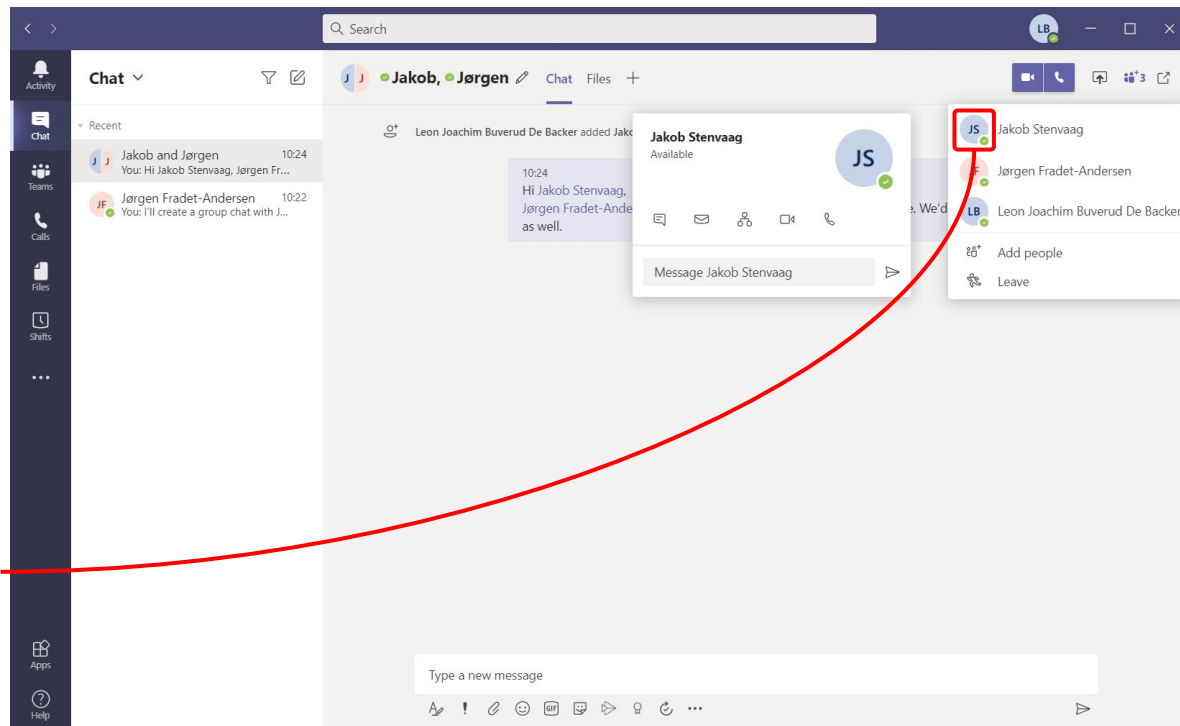 Search
LB
Activity
Chat
Teams
Calls
Files
Shifts
Apps
Help
Chat
Recent
J J
Jakob and Jørgen 10:24
You: Hi Jakob Stenvaag, Jørgen Fr...
JF
Jørgen Fradet-Andersen 10:22
You: I'll create a group chat with J...
J J
Jakob, Jørgen Chat Files +
3
Leon Joachim Buverud De Backer added Jako
10:24
Hi Jakob Stenvaag,
Jørgen Fradet-Ande . We'd
as well.
Jakob Stenvaag
Available
JS
Message Jakob Stenvaag
JS Jakob Stenvaag
JF Jørgen Fradet-Andersen
LB Leon Joachim Buverud De Backer
Add people
Leave
Type a new message
GIF